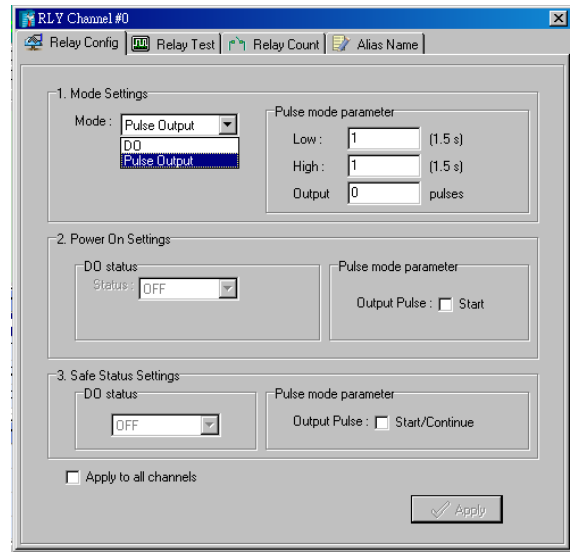 RLY Channel #0
Relay Config Relay Test Relay Count Alias Name
1. Mode Settings
Mode : Pulse Output
DO
Pulse Output
Pulse mode parameter
Low : 1 (1.5 s)
High : 1 (1.5 s)
Output 0 pulses
2. Power On Settings
DO status
Status : OFF
Pulse mode parameter
Output Pulse : Start
3. Safe Status Settings
DO status
OFF
Pulse mode parameter
Output Pulse : Start/Continue
Apply to all channels
Apply